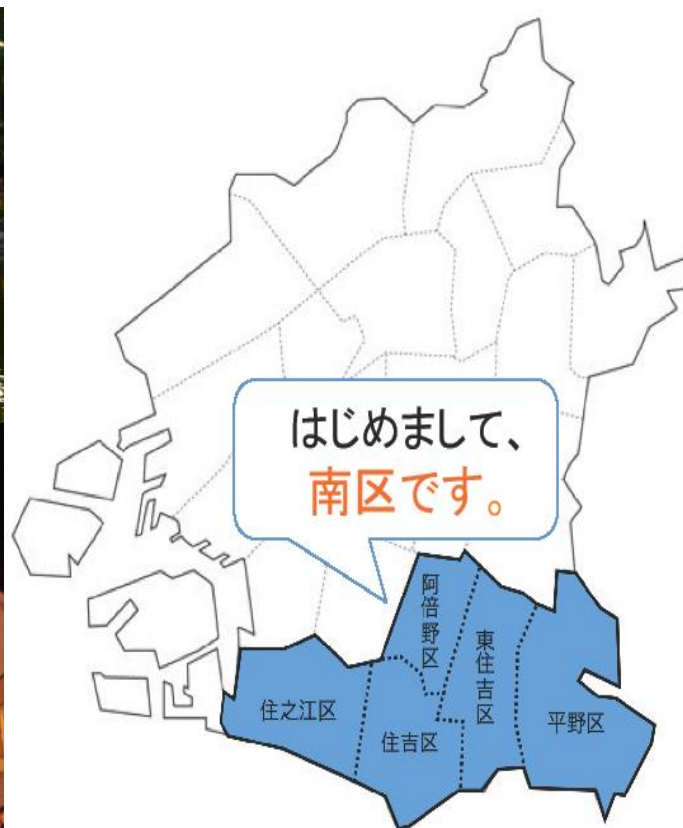 はじめまして、
南区です。
阿倍野区
東住吉区
住之江区
住吉区
平野区